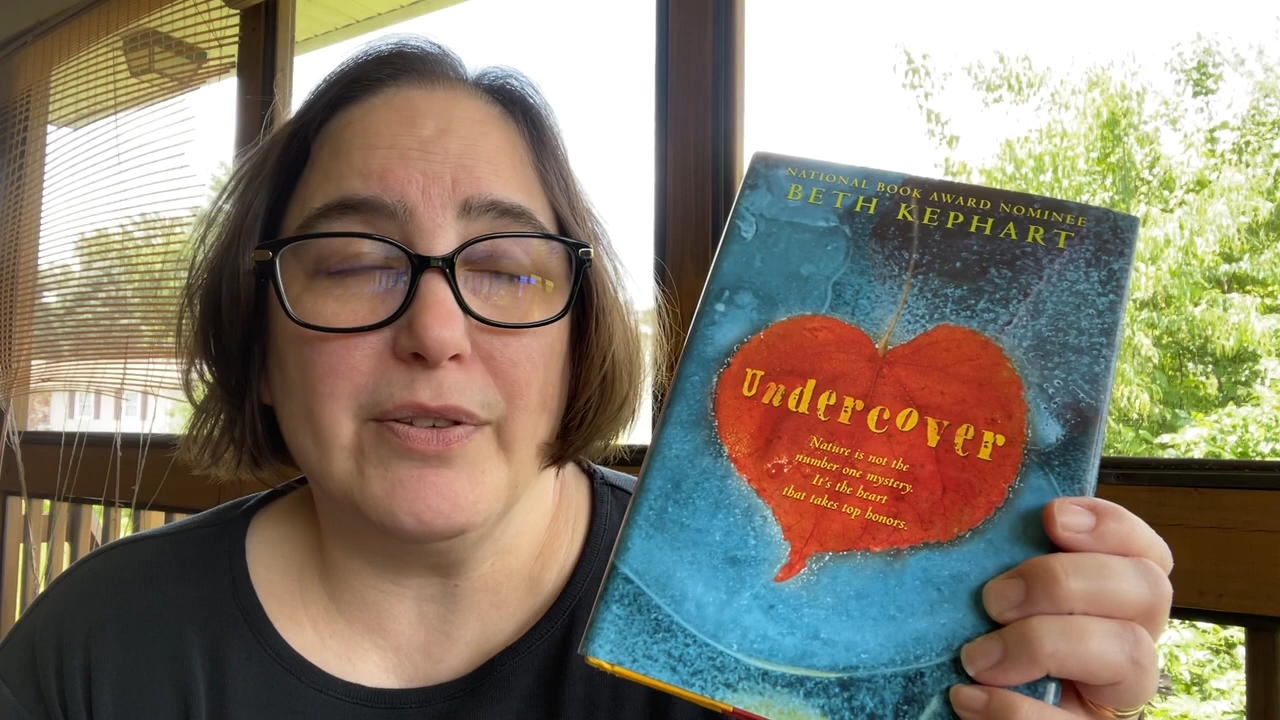 NATIONAL BOOK AWARD NOMINEE
BETH KEPHART
Undercover
Nature is not the
number one mystery.
It's the heart
that takes top honors.